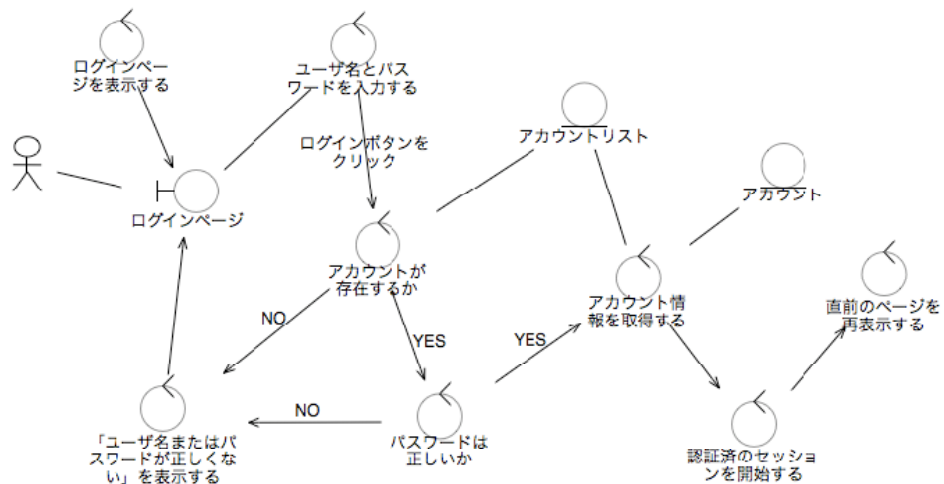 ログインペー
ジを表示する
ユーザ名とパス
ワードを入力する
アカウントリスト
ログインボタンを
クリック
アカウント
ログインページ
アカウントが
存在するか
アカウント情
報を取得する
直前のページを
再表示する
NO
YES
YES
NO
「ユーザ名またはパ
スワードが正しくな
い」を表示する
パスワードは
正しいか
認証済のセッショ
ンを開始する